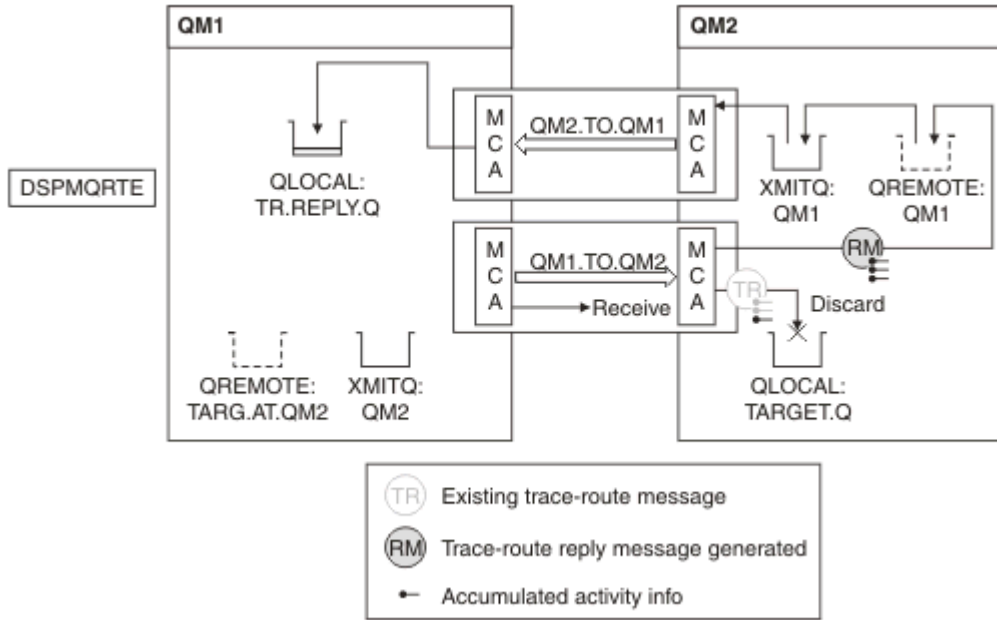 QM1
QM2
DSPMQRTE
QLOCAL:
TR.REPLY.Q
M
C
A
QM2.TO.QM1
M
C
A
XMITQ:
QM1
QREMOTE:
QM1
M
C
A
QM1.TO.QM2
Receive
M
C
A
TR
RM
Discard
QREMOTE:
TARG.AT.QM2
XMITQ:
QM2
QLOCAL:
TARGET.Q
TR Existing trace-route message
RM Trace-route reply message generated
Accumulated activity info